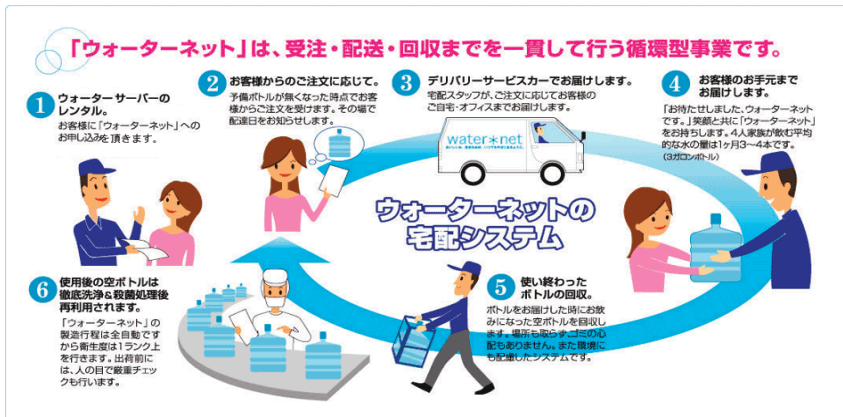 「ウォーターネット」は、受注・配送・回収までを一貫して行う循環型事業です。
1
ウォーターサーバーの
レンタル。
お客様に「ウォーターネット」への
お申し込みを頂きます。
2
お客様からのご注文に応じて。
予備ボトルが無くなった時点でお客
様からご注文を受けます。その場で
配達日をお知らせします。
3
デリバリーサービスカーでお届けします。
宅配スタッフが、ご注文に応じてお客様の
ご自宅・オフィスまでお届けします。
water*net
4
お客様のお手元まで
お届けします。
「お待たせしました、ウォーターネット
です。」笑顔と共に「ウォーターネット」
をお持ちします。4人家族が飲む平均
的な水の量は1ヶ月3〜4本です。
(3ガロンボトル)
ウォーターネットの
宅配システム
5
使い終わった
ボトルの回収。
ボトルをお届けした時にお飲
みになった空ボトルを回収し
ます。場所も取らず、ゴミの心
配もありません。また環境に
も配慮したシステムです。
6
使用後の空ボトルは
徹底洗浄&殺菌処理後
再利用されます。
「ウォーターネット」の
製造行程は全自動です
から衛生度は1ランク上
を行きます。出荷前に
は、人の目で厳重チェッ
クも行います。